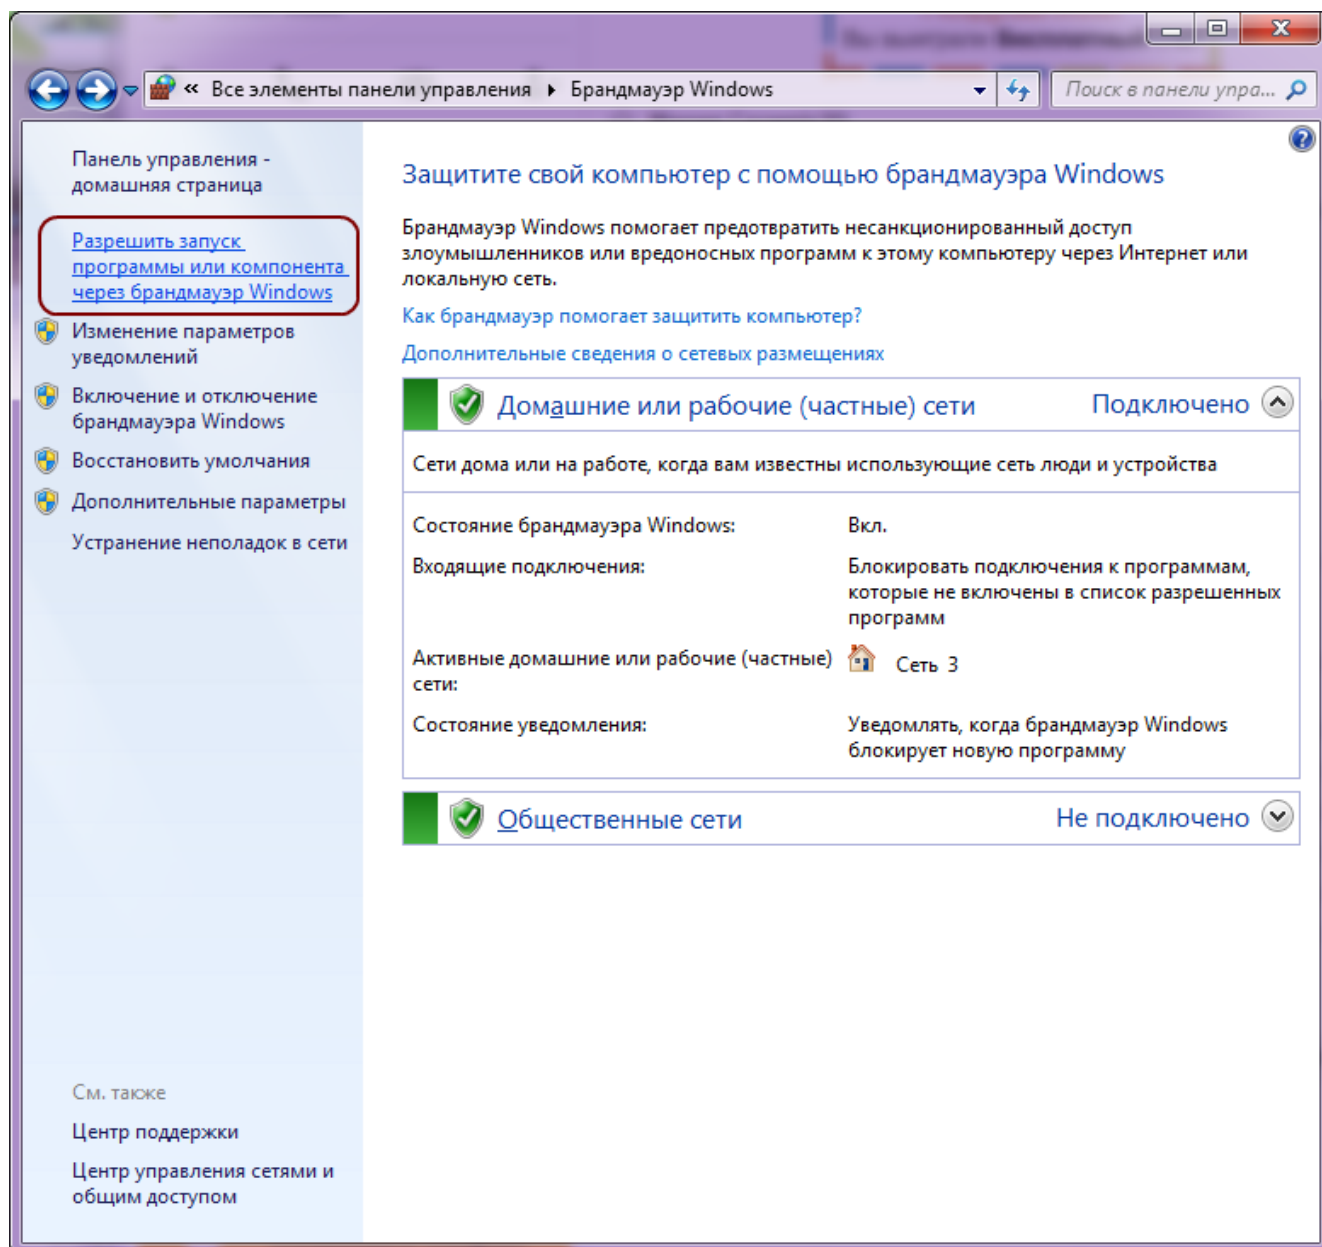 « Все элементы панели управления ▸ Брандмауэр Windows
Поиск в панели упра...
Панель управления -
домашняя страница
Разрешить запуск
программы или компонента
через брандмауэр Windows
Изменение параметров
уведомлений
Включение и отключение
брандмауэра Windows
Восстановить умолчания
Дополнительные параметры
Устранение неполадок в сети
См. также
Центр поддержки
Центр управления сетями и
общим доступом
Защитите свой компьютер с помощью брандмауэра Windows
Брандмауэр Windows помогает предотвратить несанкционированный доступ
злоумышленников или вредоносных программ к этому компьютеру через Интернет или
локальную сеть.
Как брандмауэр помогает защитить компьютер?
Дополнительные сведения о сетевых размещениях
Домашние или рабочие (частные) сети Подключено
Сети дома или на работе, когда вам известны использующие сеть люди и устройства
Состояние брандмауэра Windows: Вкл.
Входящие подключения: Блокировать подключения к программам,
которые не включены в список разрешенных
программ
Активные домашние или рабочие (частные) Сеть 3
сети:
Состояние уведомления: Уведомлять, когда брандмауэр Windows
блокирует новую программу
Общественные сети Не подключено